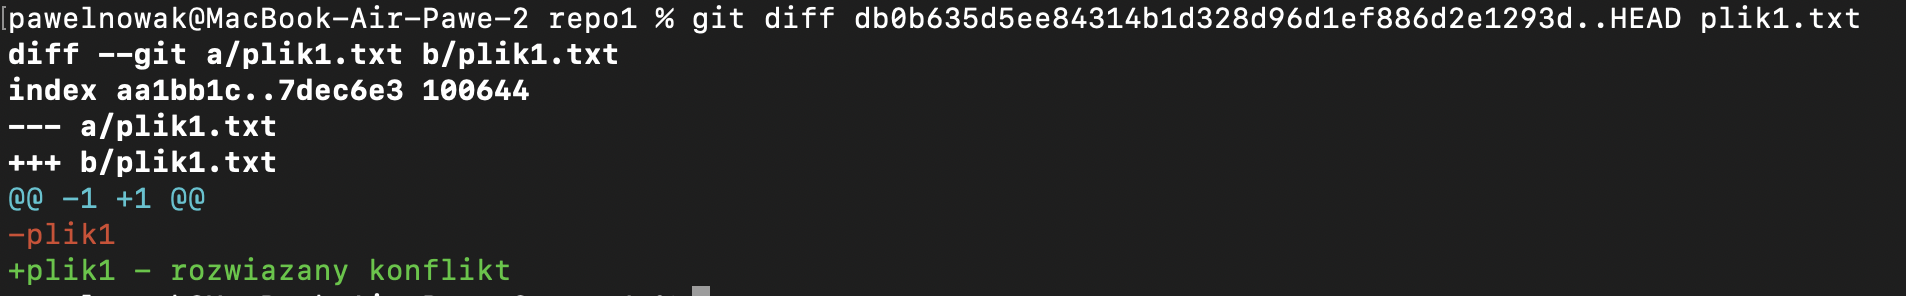 pawelnowak@MacBook-Air-Pawe-2 repo1 % git diff db0b635d5ee84314b1d328d96d1ef886d2e1293d..HEAD plik1.txt
diff --git a/plik1.txt b/plik1.txt
index aa1bb1c..7dec6e3 100644
--- a/plik1.txt
+++ b/plik1.txt
@@ -1 +1 @@
-plik1
+plik1 - rozwiazany konflikt